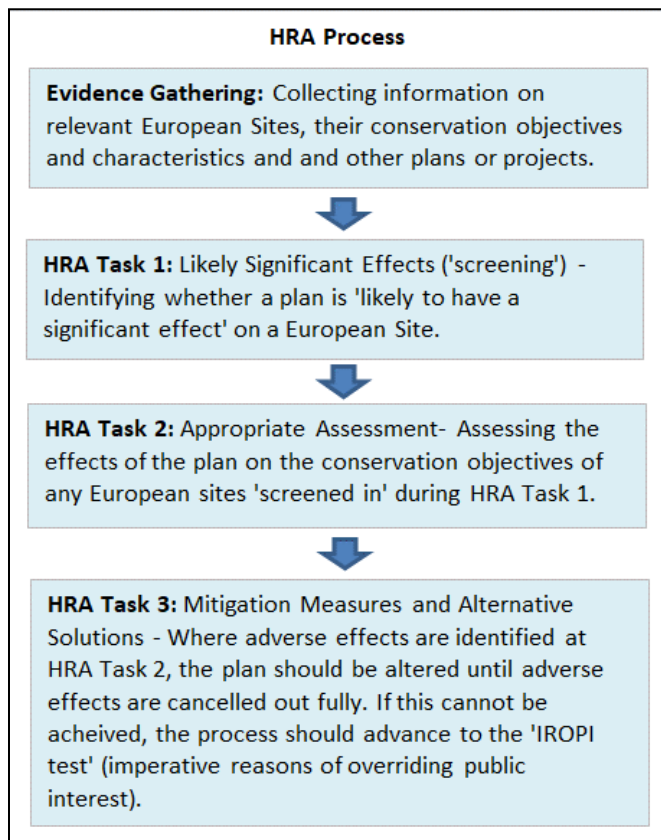 HRA Process
Evidence Gathering: Collecting information on
relevant European Sites, their conservation objectives
and characteristics and and other plans or projects.
HRA Task 1: Likely Significant Effects ('screening') -
Identifying whether a plan is 'likely to have a
significant effect' on a European Site.
HRA Task 2: Appropriate Assessment- Assessing the
effects of the plan on the conservation objectives of
any European sites 'screened in' during HRA Task 1.
HRA Task 3: Mitigation Measures and Alternative
Solutions - Where adverse effects are identified at
HRA Task 2, the plan should be altered until adverse
effects are cancelled out fully. If this cannot be
acheived, the process should advance to the 'IROPI
test' (imperative reasons of overriding public
interest).